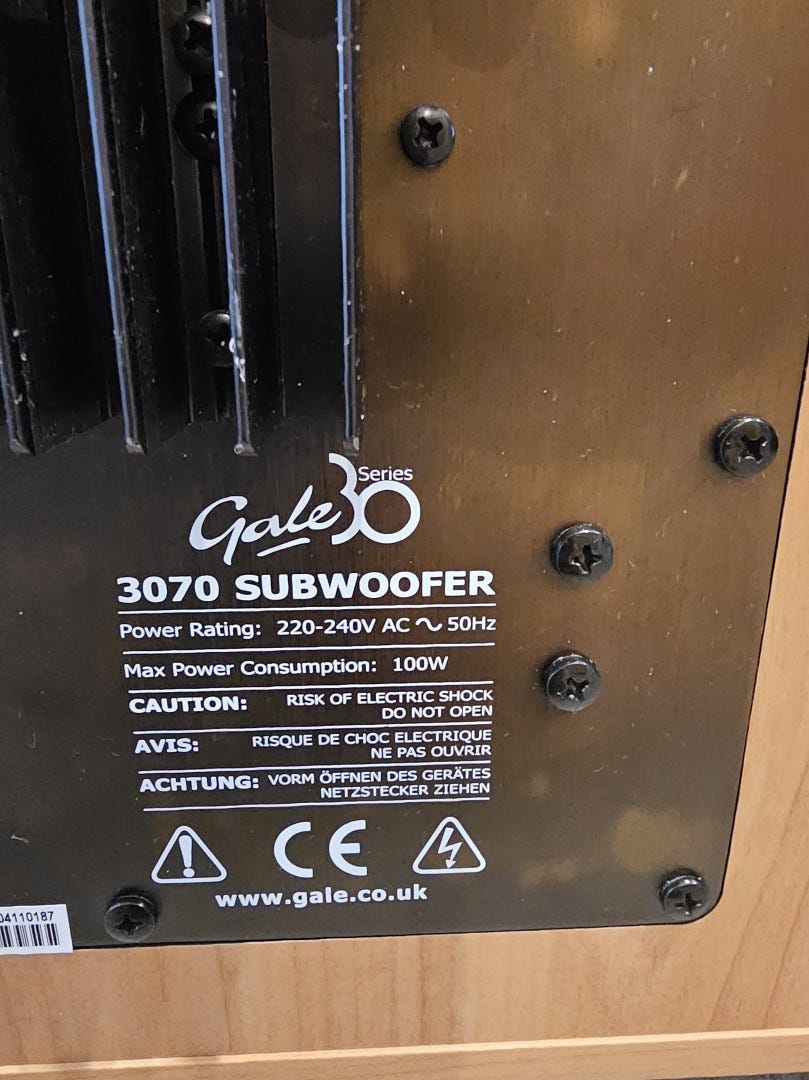 Gale 30 Series
3070 SUBWOOFER
Power Rating: 220-240V AC ∿ 50Hz
Max Power Consumption: 100W
CAUTION: RISK OF ELECTRIC SHOCK
DO NOT OPEN
AVIS: RISQUE DE CHOC ELECTRIQUE
NE PAS OUVRIR
ACHTUNG: VORM ÖFFNEN DES GERÄTES
NETZSTECKER ZIEHEN
CE
www.gale.co.uk
04110187